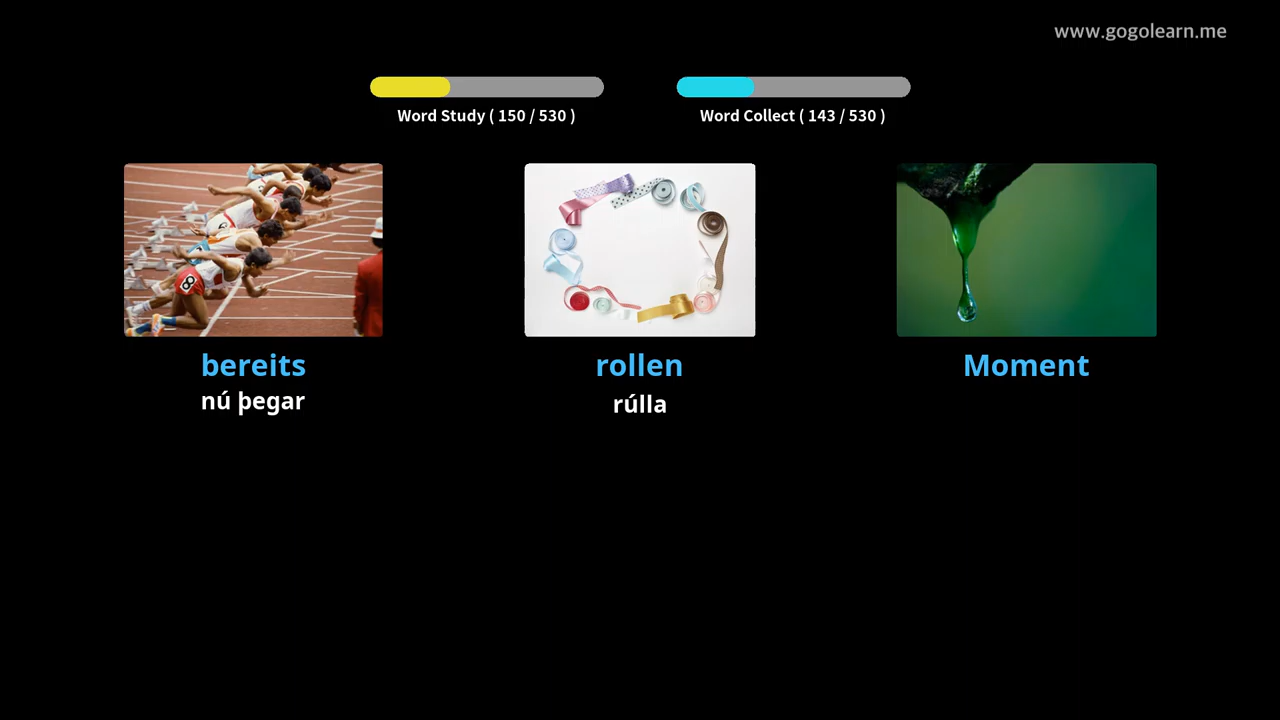 www.gogolearn.me
Word Study ( 150 / 530 )
Word Collect ( 143 / 530 )
bereits
nú þegar
rollen
rúlla
Moment